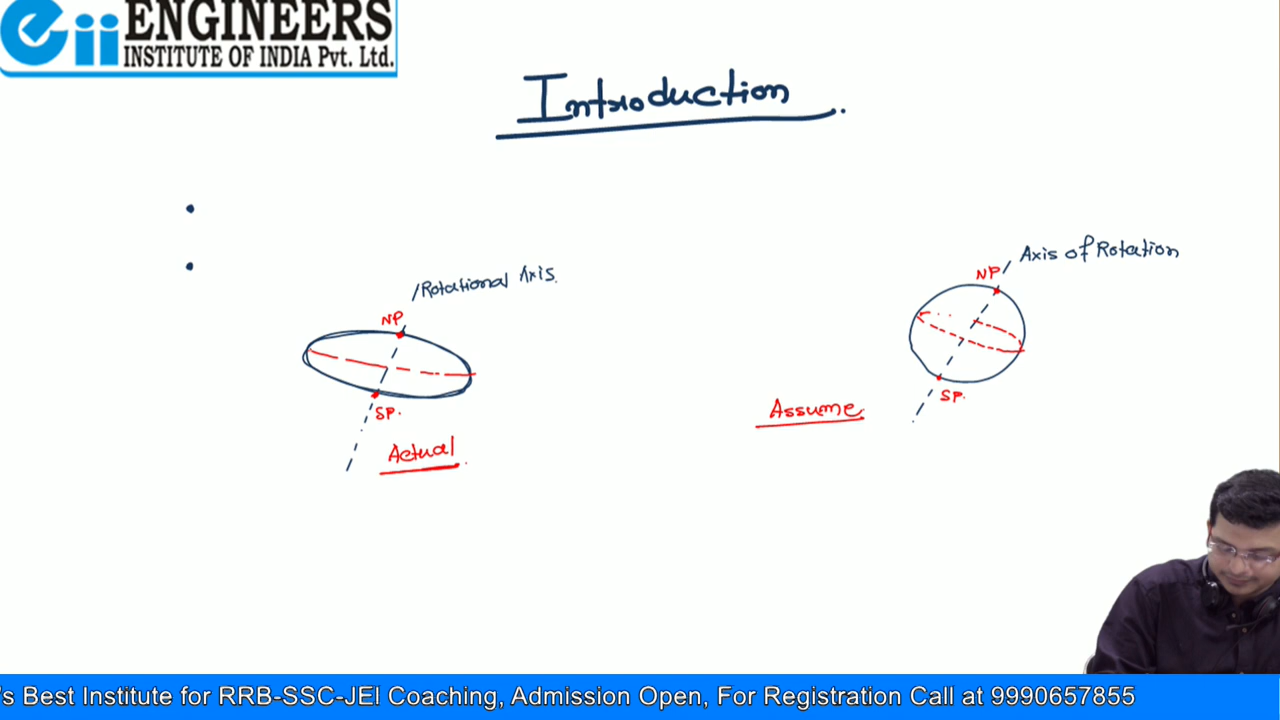 eii ENGINEERS
INSTITUTE OF INDIA Pvt. Ltd.
Introduction.
Rotational Axis.
NP
SP.
Actual.
Axis of Rotation
NP
SP.
Assume
's Best Institute for RRB-SSC-JEI Coaching, Admission Open, For Registration Call at 9990657855